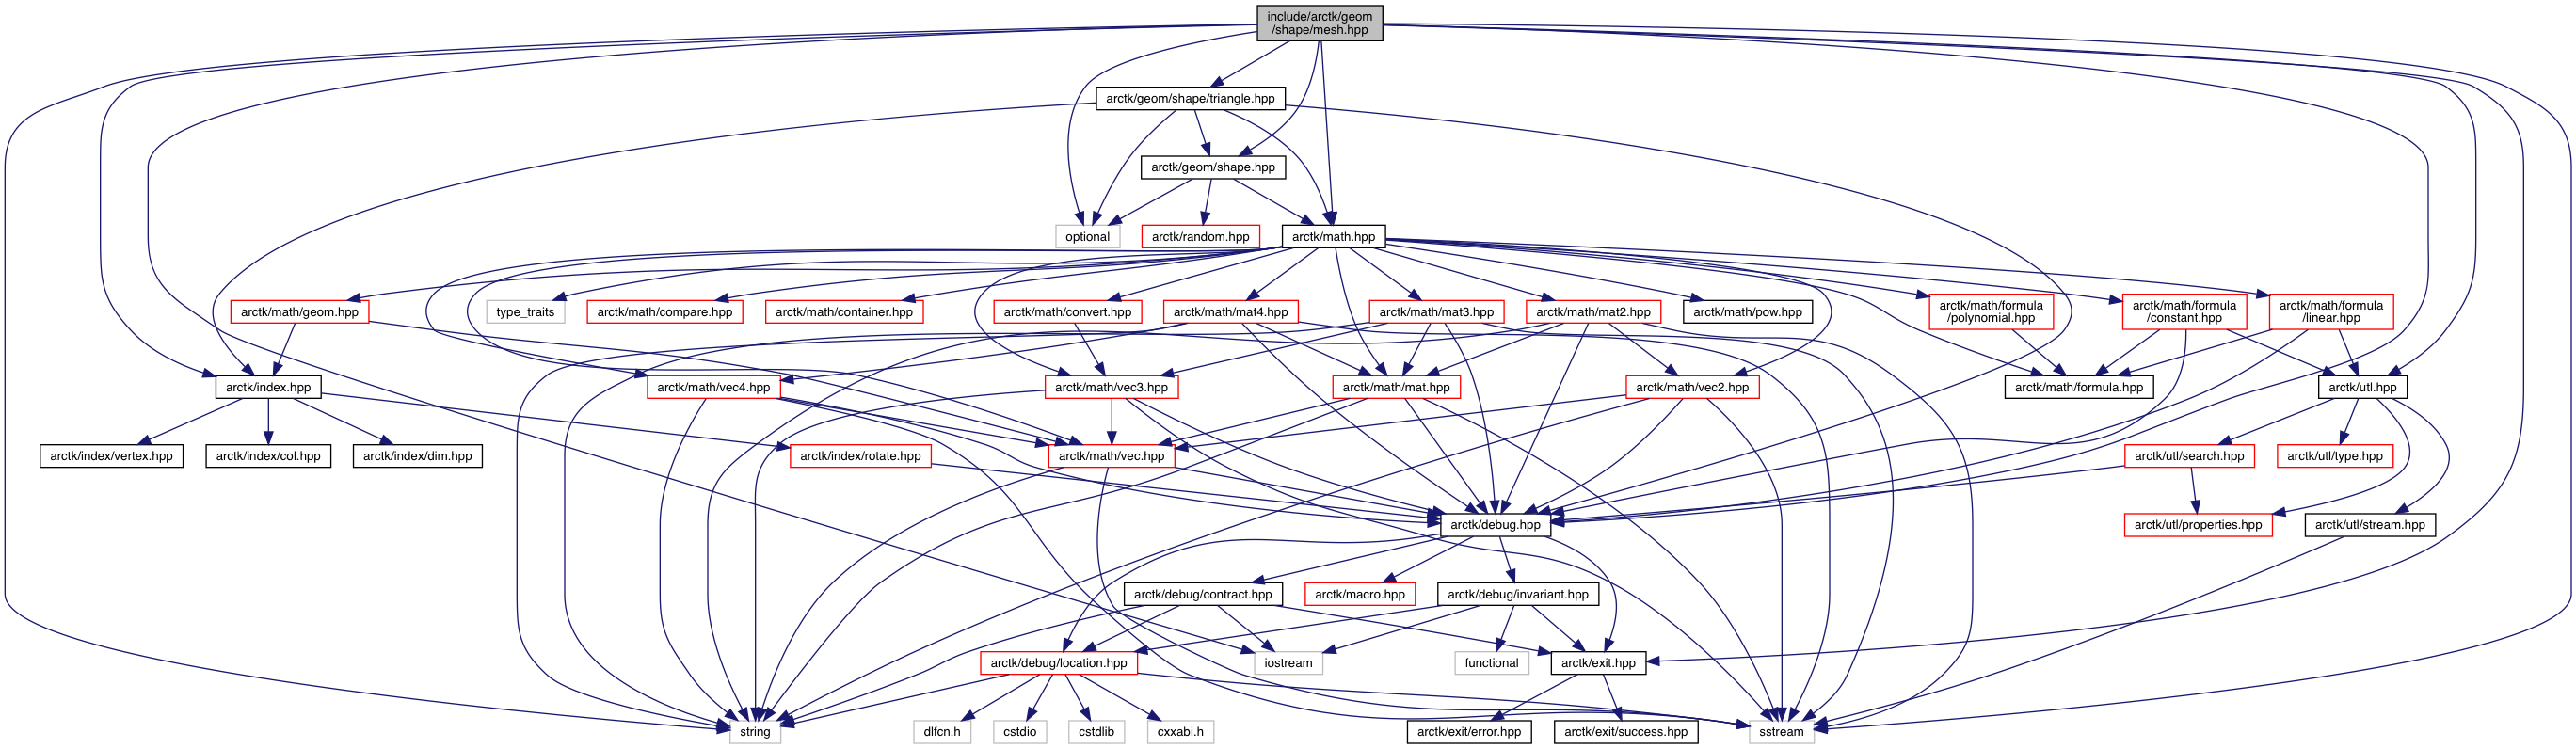 include/arctk/geom
/shape/mesh.hpp
arctk/geom/shape/triangle.hpp
arctk/geom/shape.hpp
optional
arctk/random.hpp
arctk/math.hpp
arctk/math/geom.hpp
type_traits
arctk/math/compare.hpp
arctk/math/container.hpp
arctk/math/convert.hpp
arctk/math/mat4.hpp
arctk/math/mat3.hpp
arctk/math/mat2.hpp
arctk/math/pow.hpp
arctk/math/formula
/polynomial.hpp
arctk/math/formula
/constant.hpp
arctk/math/formula
/linear.hpp
arctk/index.hpp
arctk/math/vec4.hpp
arctk/math/vec3.hpp
arctk/math/mat.hpp
arctk/math/vec2.hpp
arctk/math/formula.hpp
arctk/utl.hpp
arctk/index/vertex.hpp
arctk/index/col.hpp
arctk/index/dim.hpp
arctk/index/rotate.hpp
arctk/math/vec.hpp
arctk/utl/search.hpp
arctk/utl/type.hpp
arctk/debug.hpp
arctk/utl/properties.hpp
arctk/utl/stream.hpp
arctk/debug/contract.hpp
arctk/macro.hpp
arctk/debug/invariant.hpp
arctk/debug/location.hpp
iostream
functional
arctk/exit.hpp
string
dlfcn.h
cstdio
cstdlib
cxxabi.h
arctk/exit/error.hpp
arctk/exit/success.hpp
sstream